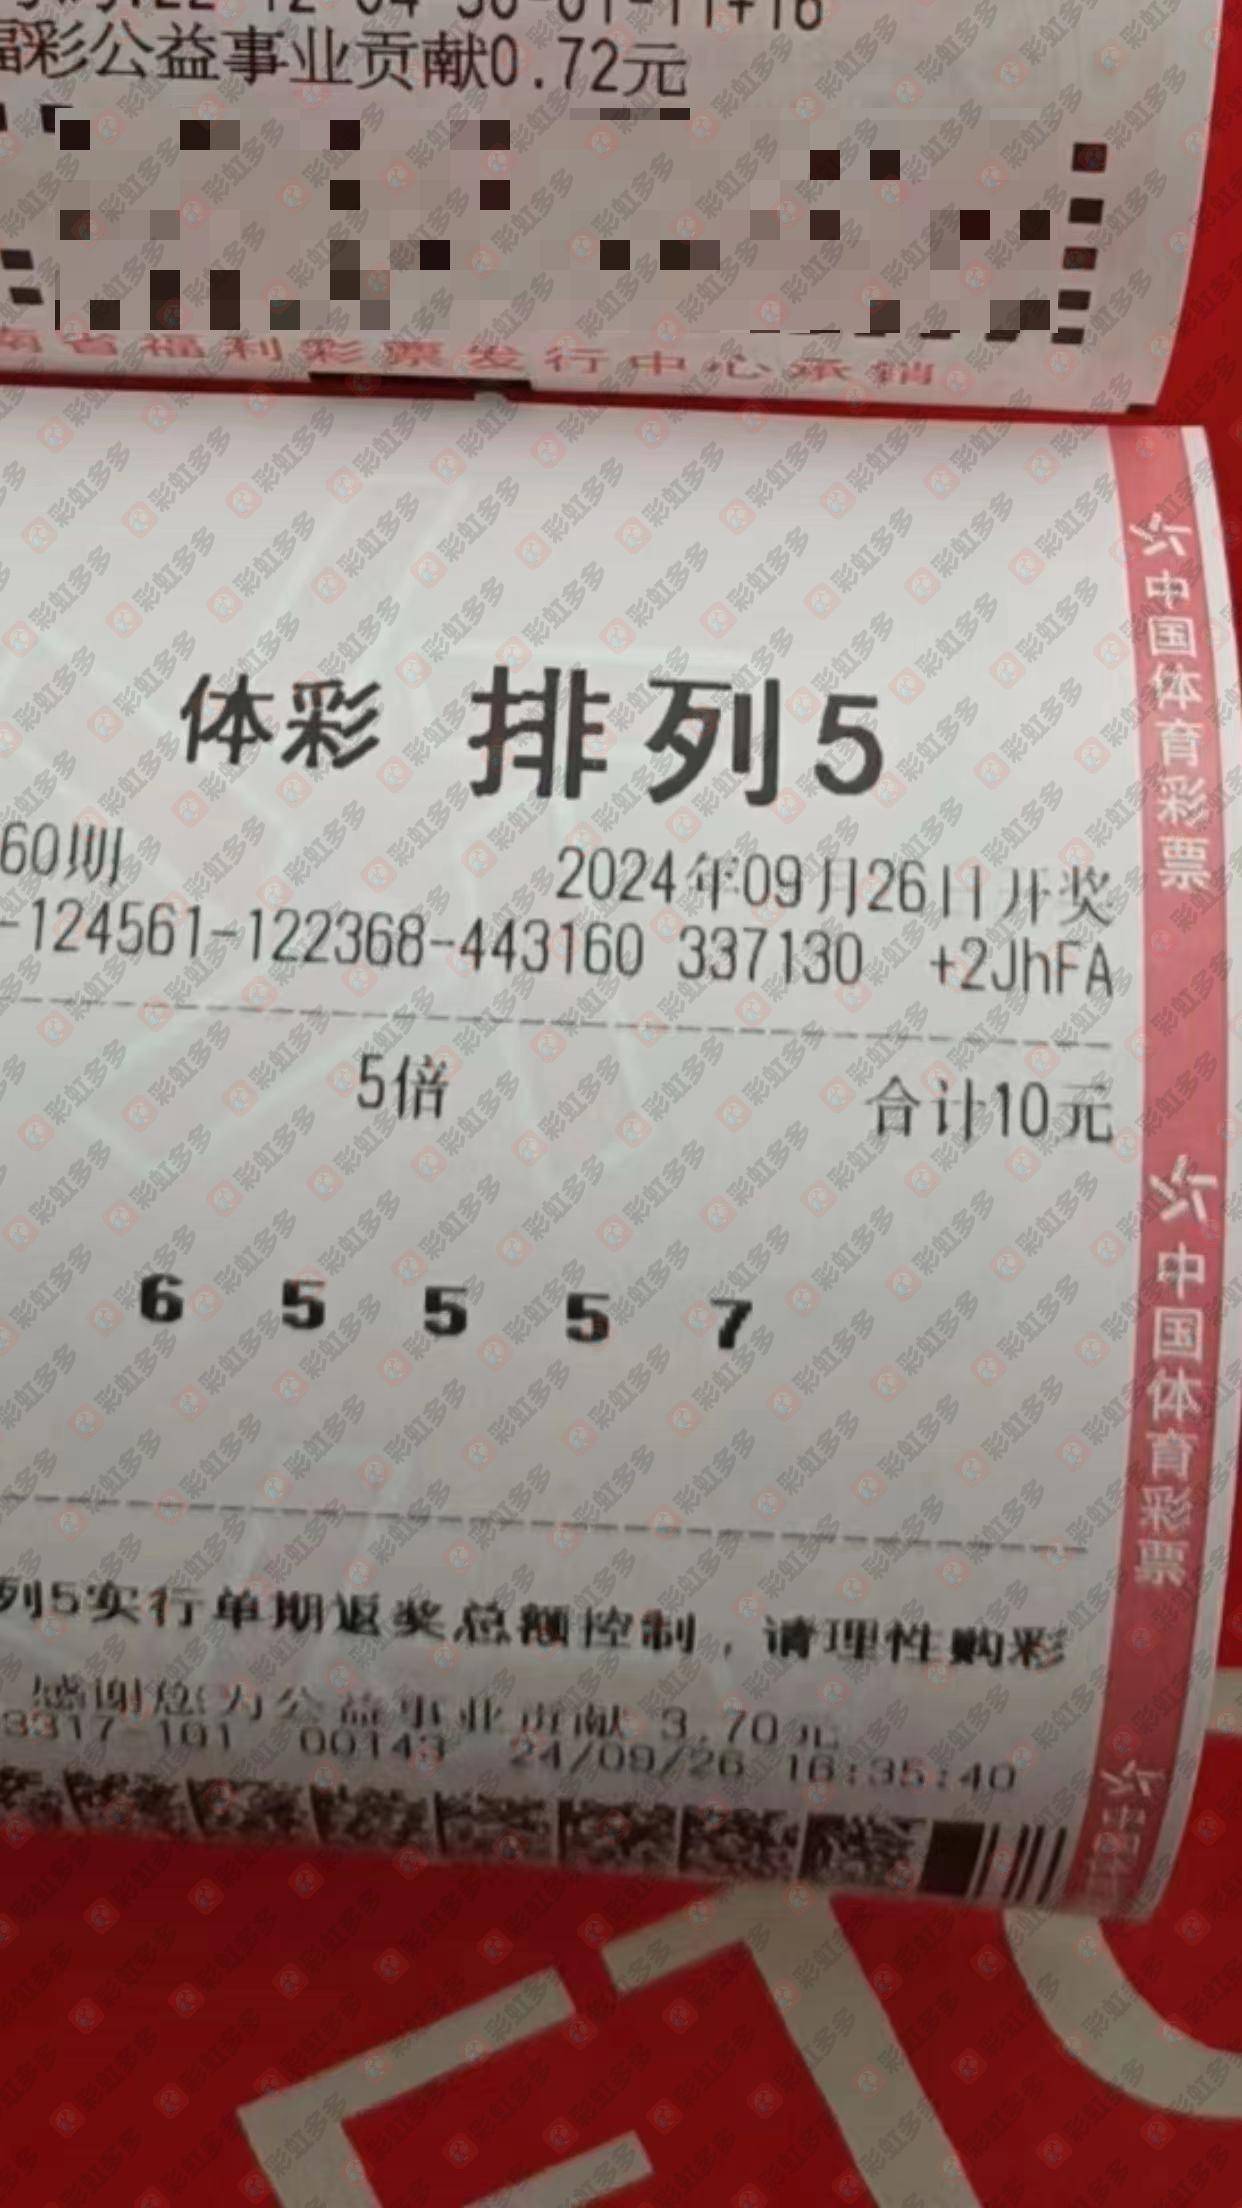 福彩公益事业贡献0.72元
南省福利彩票发行中心承销
体彩 排列5
60期 2024年09月26日开奖
-124561-122368-443160 337130 +2JhFA
5倍 合计10元
6 5 5 5 7
列5实行单期返奖总额控制，请理性购彩
感谢您为公益事业贡献 3.70元
3317 101 00143 24/09/26 16:35:40
中国体育彩票
中国体育彩票
彩虹多多